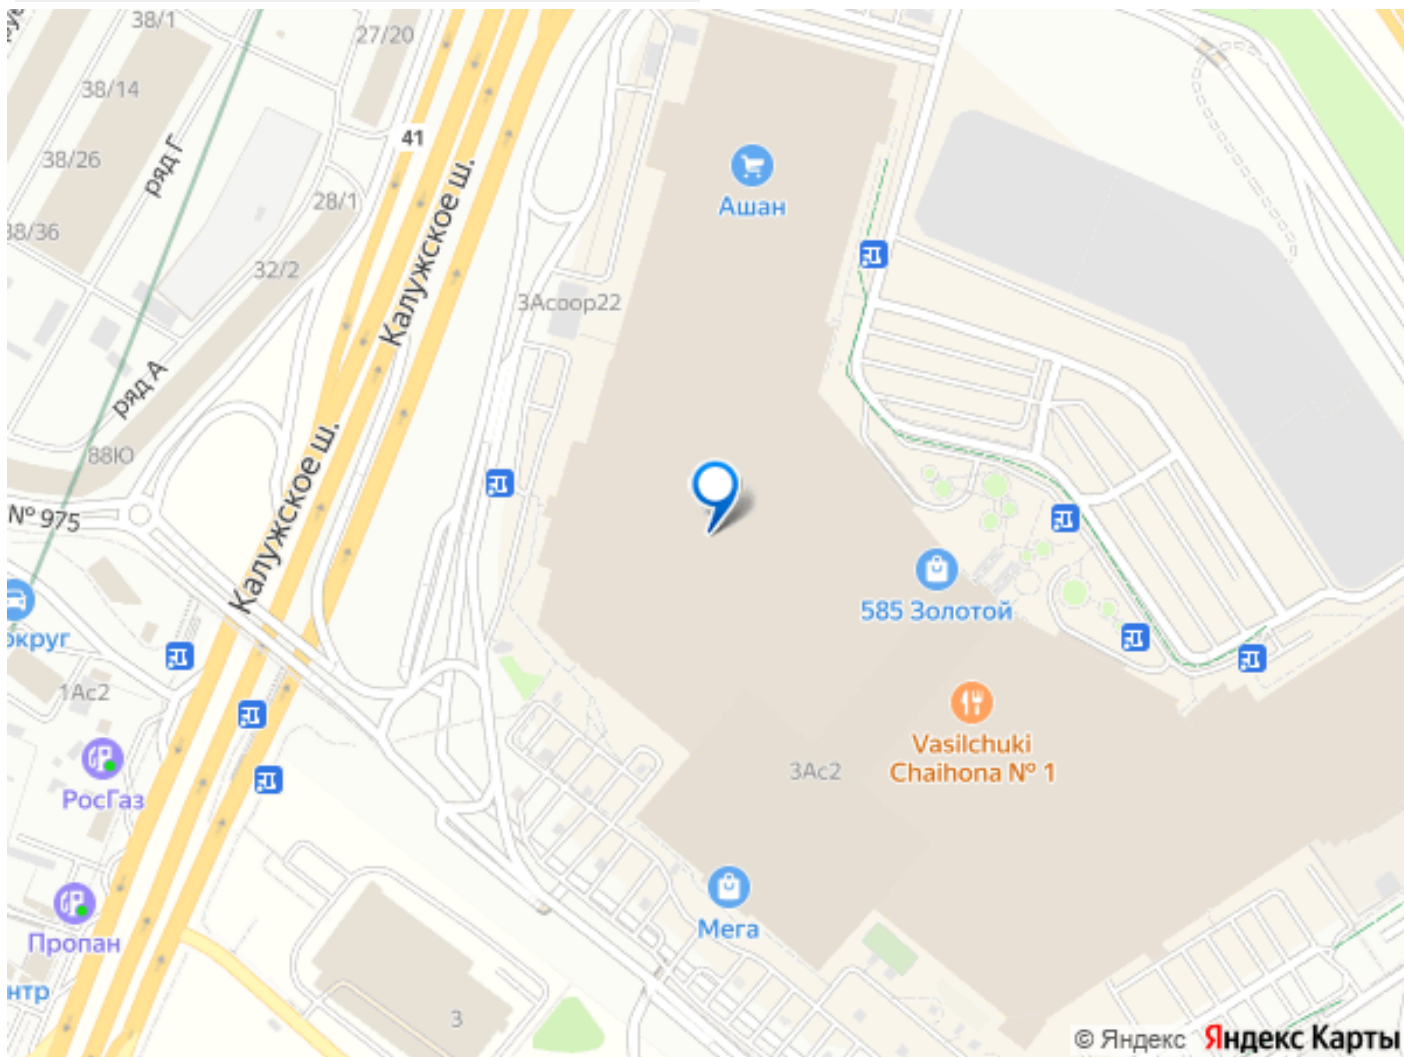 38/1
27/20
38/14
41
ряд Г
38/26
Калужское ш.
28/1
Ашан
38/36
32/2
3Асоор22
ряд А
Калужское ш.
88Ю
№ 975
585 Золотой
округ
1Ас2
Vasilchuki
Chaihona № 1
3Ас2
РосГаз
Мега
Пропан
нтр
3
© Яндекс Яндекс Карты